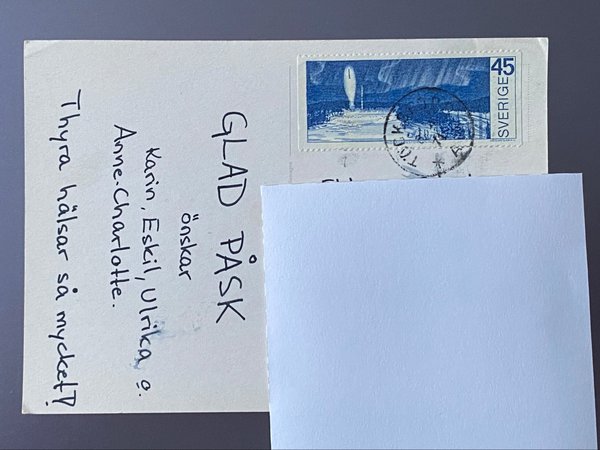 GLAD PÅSK
önskar
Karin, Eskil, Ulrika, o.
Anne-Charlotte.
Thyra hälsar så mycket!
45
SVERIGE